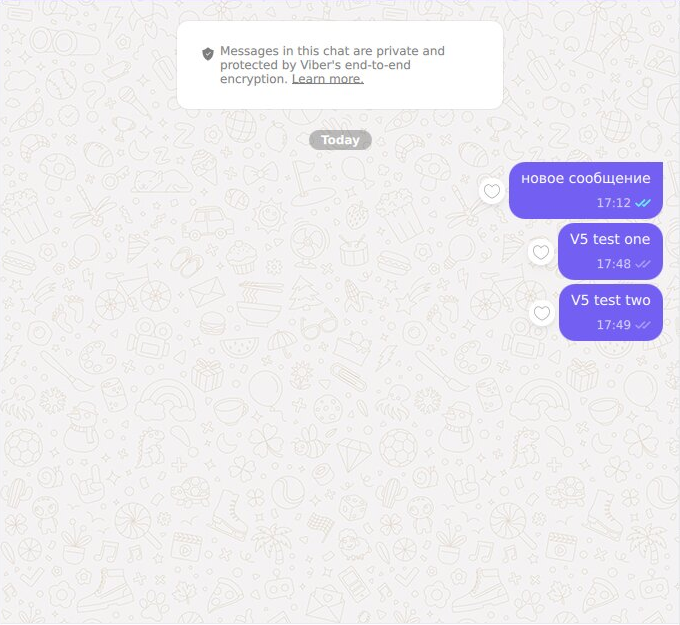 Messages in this chat are private and
protected by Viber's end-to-end
encryption. Learn more.
Today
новое сообщение
17:12
V5 test one
17:48
V5 test two
17:49